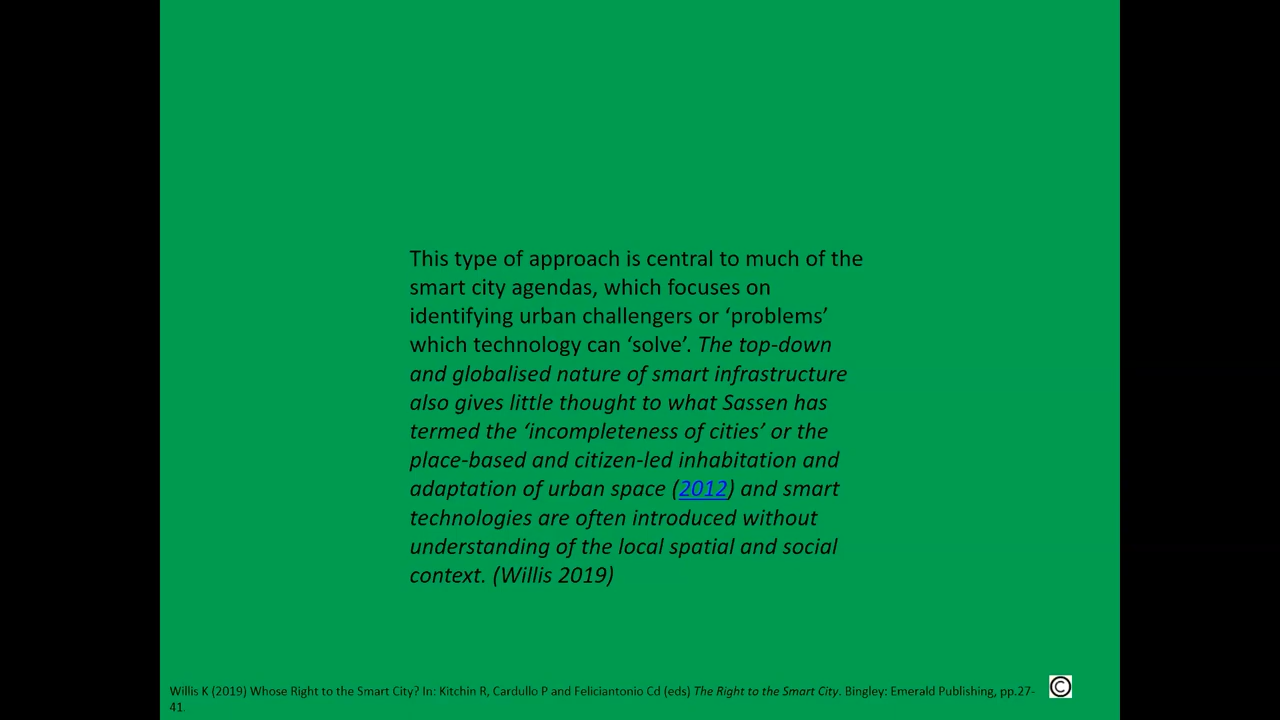 This type of approach is central to much of the
smart city agendas, which focuses on
identifying urban challengers or ‘problems’
which technology can ‘solve’. The top-down
and globalised nature of smart infrastructure
also gives little thought to what Sassen has
termed the ‘incompleteness of cities’ or the
place-based and citizen-led inhabitation and
adaptation of urban space (2012) and smart
technologies are often introduced without
understanding of the local spatial and social
context. (Willis 2019)
Willis K (2019) Whose Right to the Smart City? In: Kitchin R, Cardullo P and Feliciantonio Cd (eds) The Right to the Smart City. Bingley: Emerald Publishing, pp.27-
41.
©